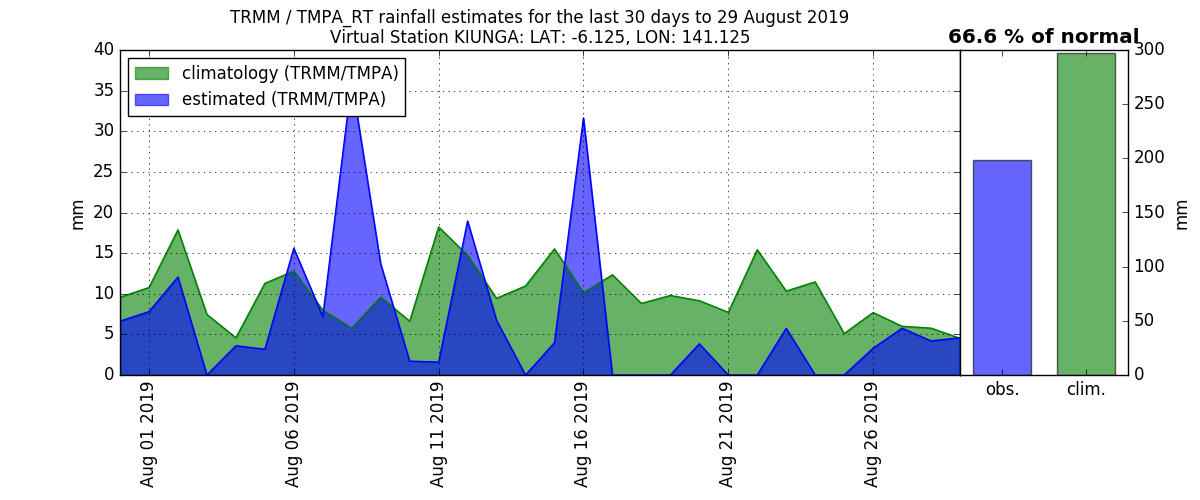 TRMM / TMPA_RT rainfall estimates for the last 30 days to 29 August 2019
Virtual Station KIUNGA: LAT: -6.125, LON: 141.125
66.6 % of normal
climatology (TRMM/TMPA)
estimated (TRMM/TMPA)
mm
40
35
30
25
20
15
10
5
0
Aug 01 2019
Aug 06 2019
Aug 11 2019
Aug 16 2019
Aug 21 2019
Aug 26 2019
obs.
clim.
300
250
200
150
100
50
0
mm